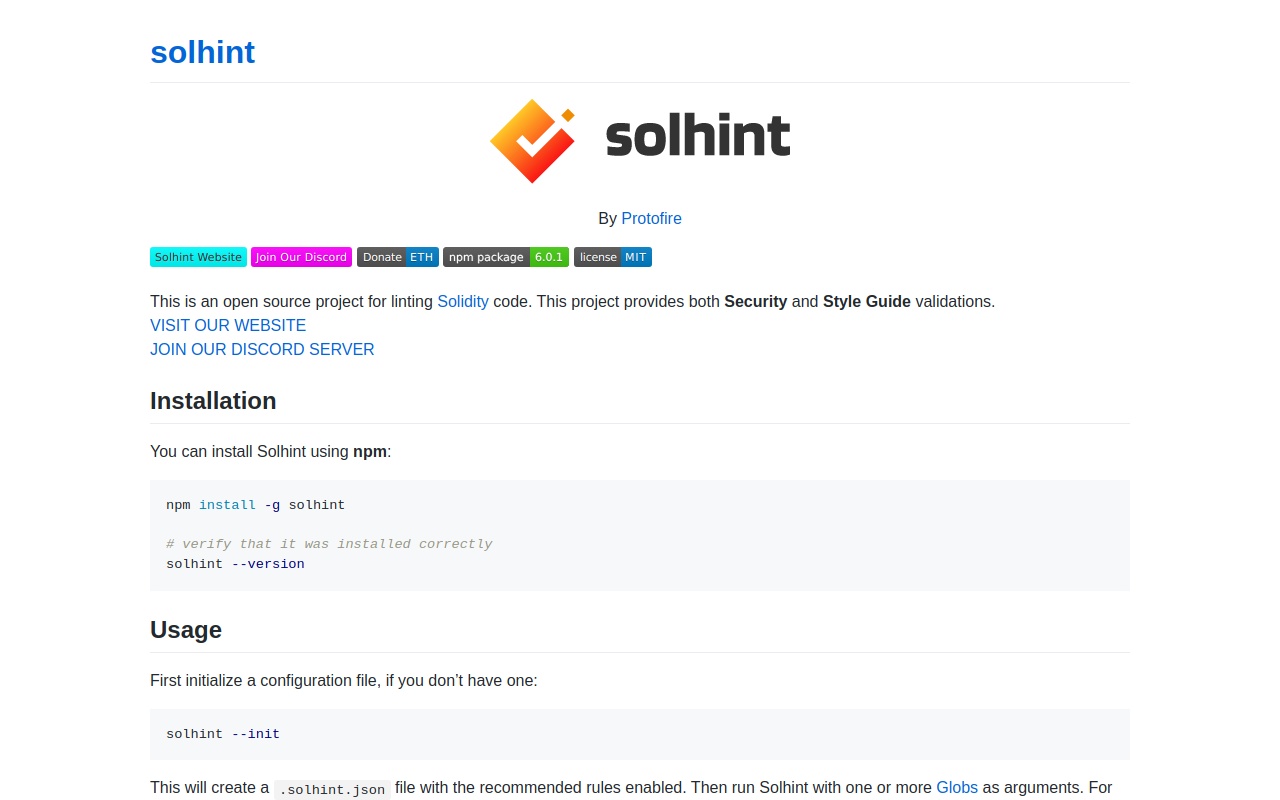 solhint
solhint
By Protofire
Solhint Website Join Our Discord Donate ETH npm package 6.0.1 license MIT
This is an open source project for linting Solidity code. This project provides both Security and Style Guide validations.
VISIT OUR WEBSITE
JOIN OUR DISCORD SERVER
Installation
You can install Solhint using npm:
npm install -g solhint
# verify that it was installed correctly
solhint --version
Usage
First initialize a configuration file, if you don’t have one:
solhint --init
This will create a .solhint.json file with the recommended rules enabled. Then run Solhint with one or more Globs as arguments. For